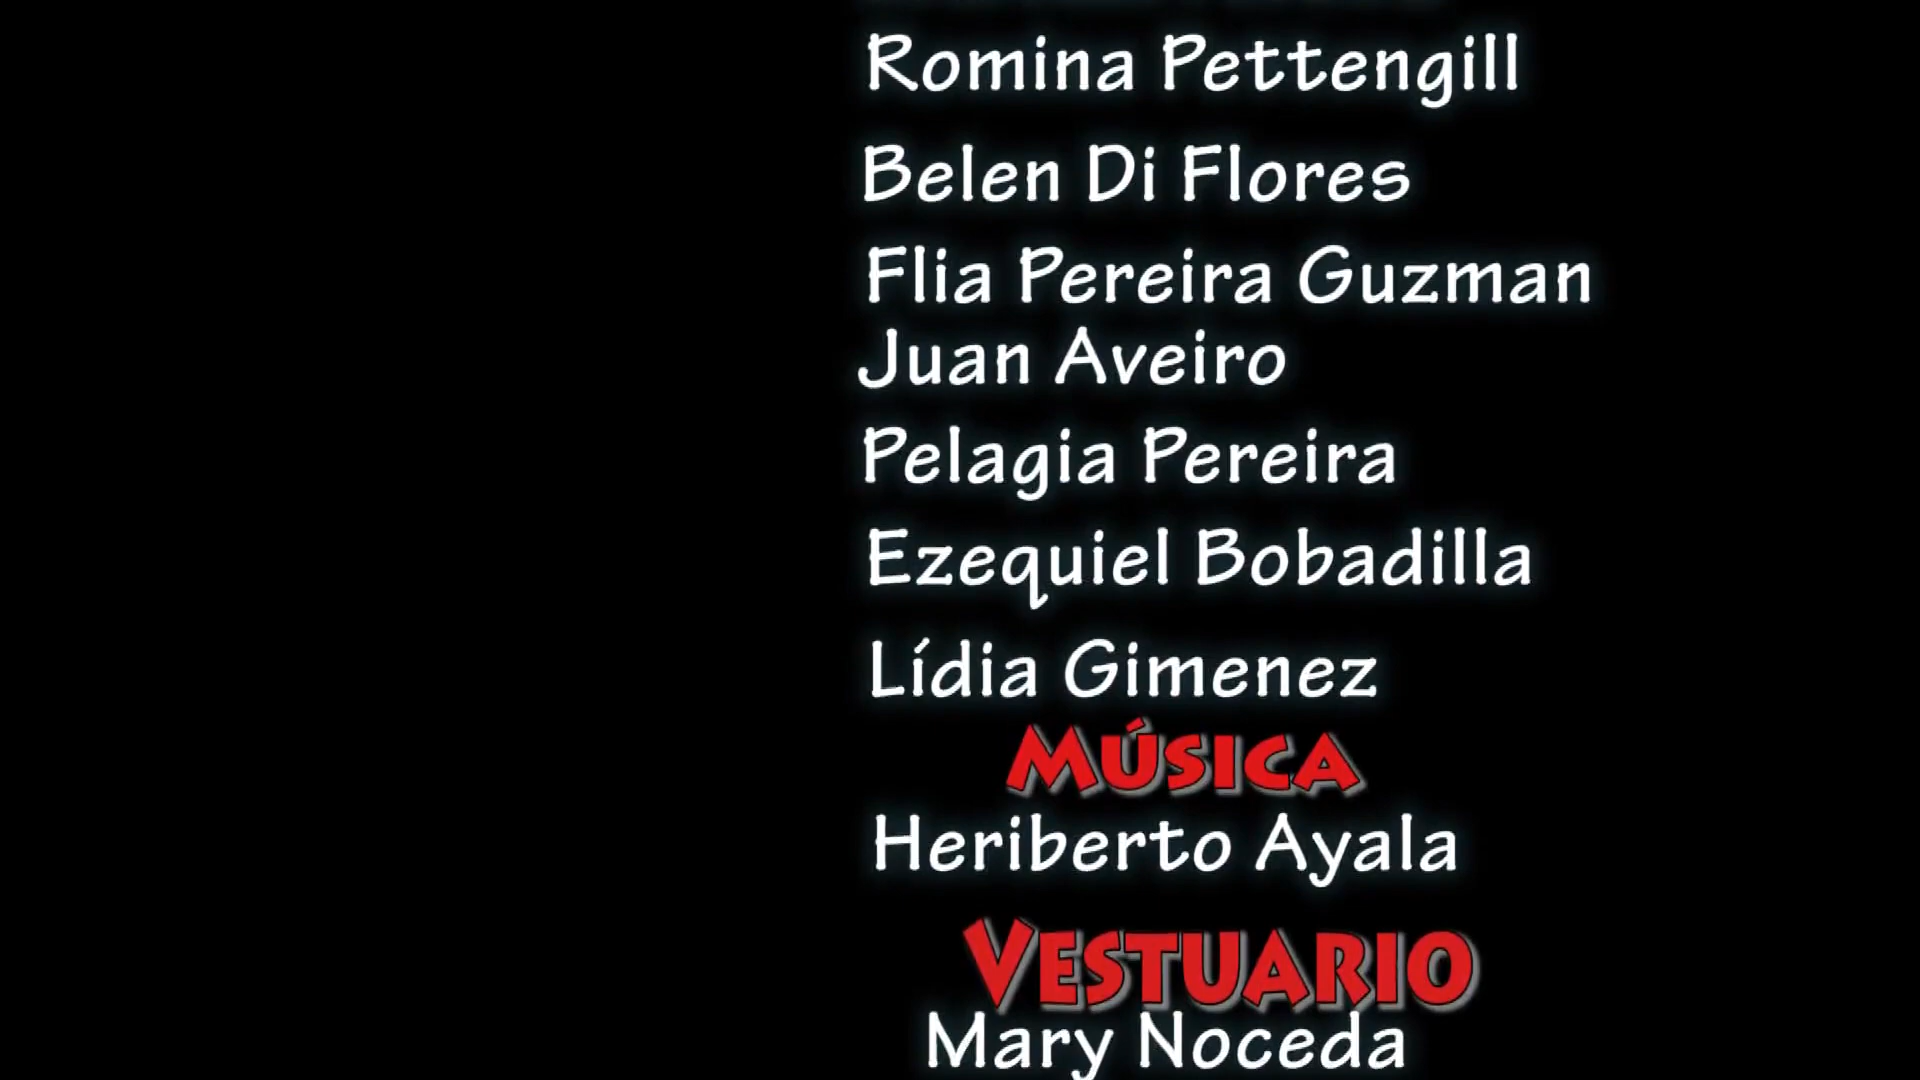 Romina Pettengill
Belen Di Flores
Flia Pereira Guzman
Juan Aveiro
Pelagia Pereira
Ezequiel Bobadilla
Lídia Gimenez
MÚSICA
Heriberto Ayala
VESTUARIO
Mary Noceda